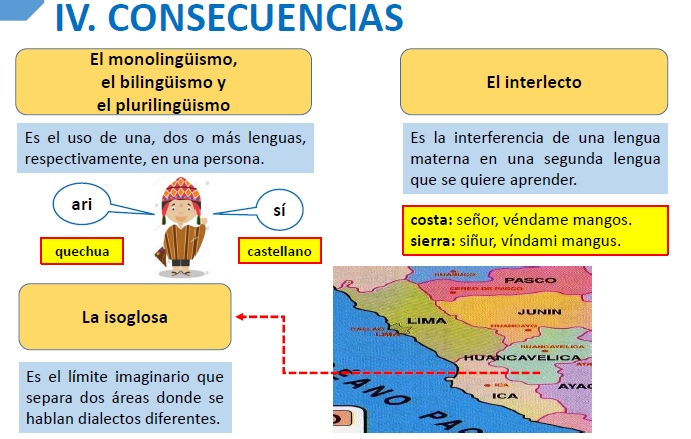 IV. CONSECUENCIAS
El monolingüismo,
el bilingüismo y
el plurilingüismo
Es el uso de una, dos o más lenguas,
respectivamente, en una persona.
ari
sí
quechua
castellano
El interlecto
Es la interferencia de una lengua
materna en una segunda lengua
que se quiere aprender.
costa: señor, véndame mangos.
sierra: siñur, víndami mangus.
La isoglosa
Es el límite imaginario que
separa dos áreas donde se
hablan dialectos diferentes.
HUANUCO
PASCO
CERRO DE PASCO
LIMA
JUNIN
CALLAO
LIMA
HUANCAYO
HUANCAVELICA
HUANCAVELICA
ICA
ICA
AYAC
CEANO PAC